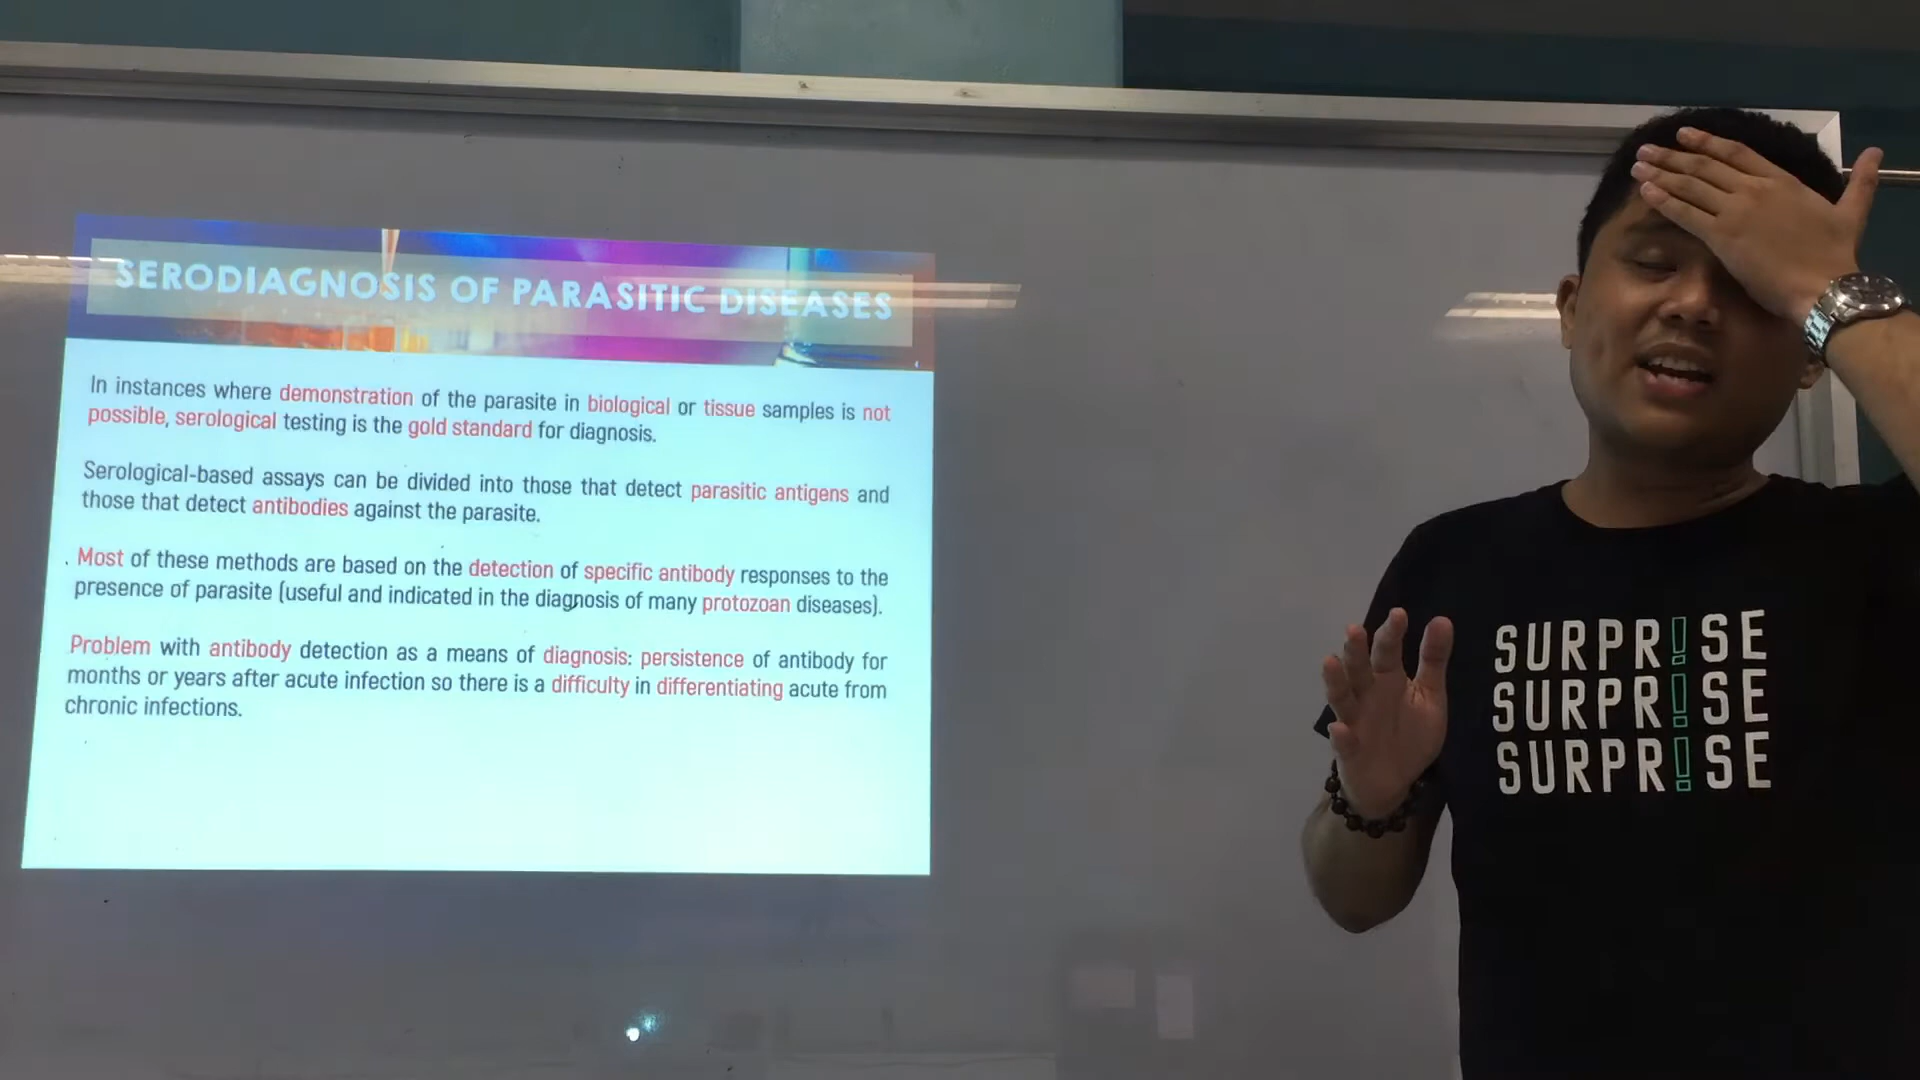 SERODIAGNOSIS OF PARASITIC DISEASES
In instances where demonstration of the parasite in biological or tissue samples is not
possible, serological testing is the gold standard for diagnosis.
Serological-based assays can be divided into those that detect parasitic antigens and
those that detect antibodies against the parasite.
Most of these methods are based on the detection of specific antibody responses to the
presence of parasite (useful and indicated in the diagnosis of many protozoan diseases).
Problem with antibody detection as a means of diagnosis: persistence of antibody for
months or years after acute infection so there is a difficulty in differentiating acute from
chronic infections.
SURPR!SE
SURPR!SE
SURPR!SE